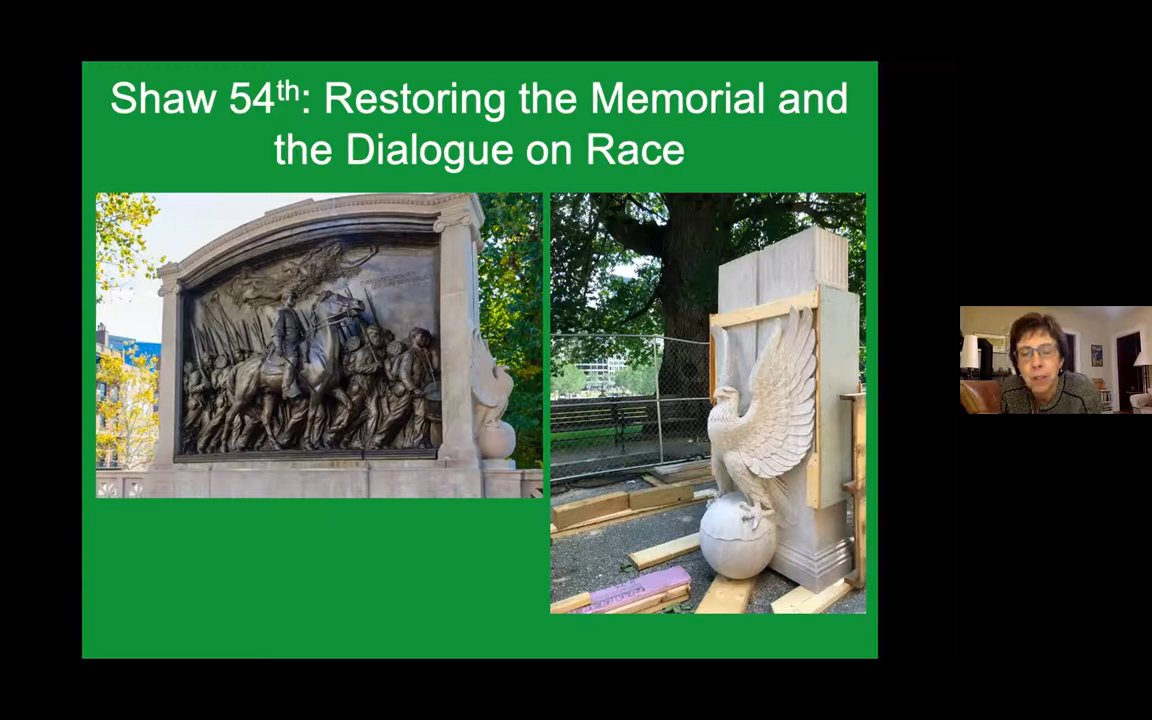 Shaw 54th: Restoring the Memorial and
the Dialogue on Race